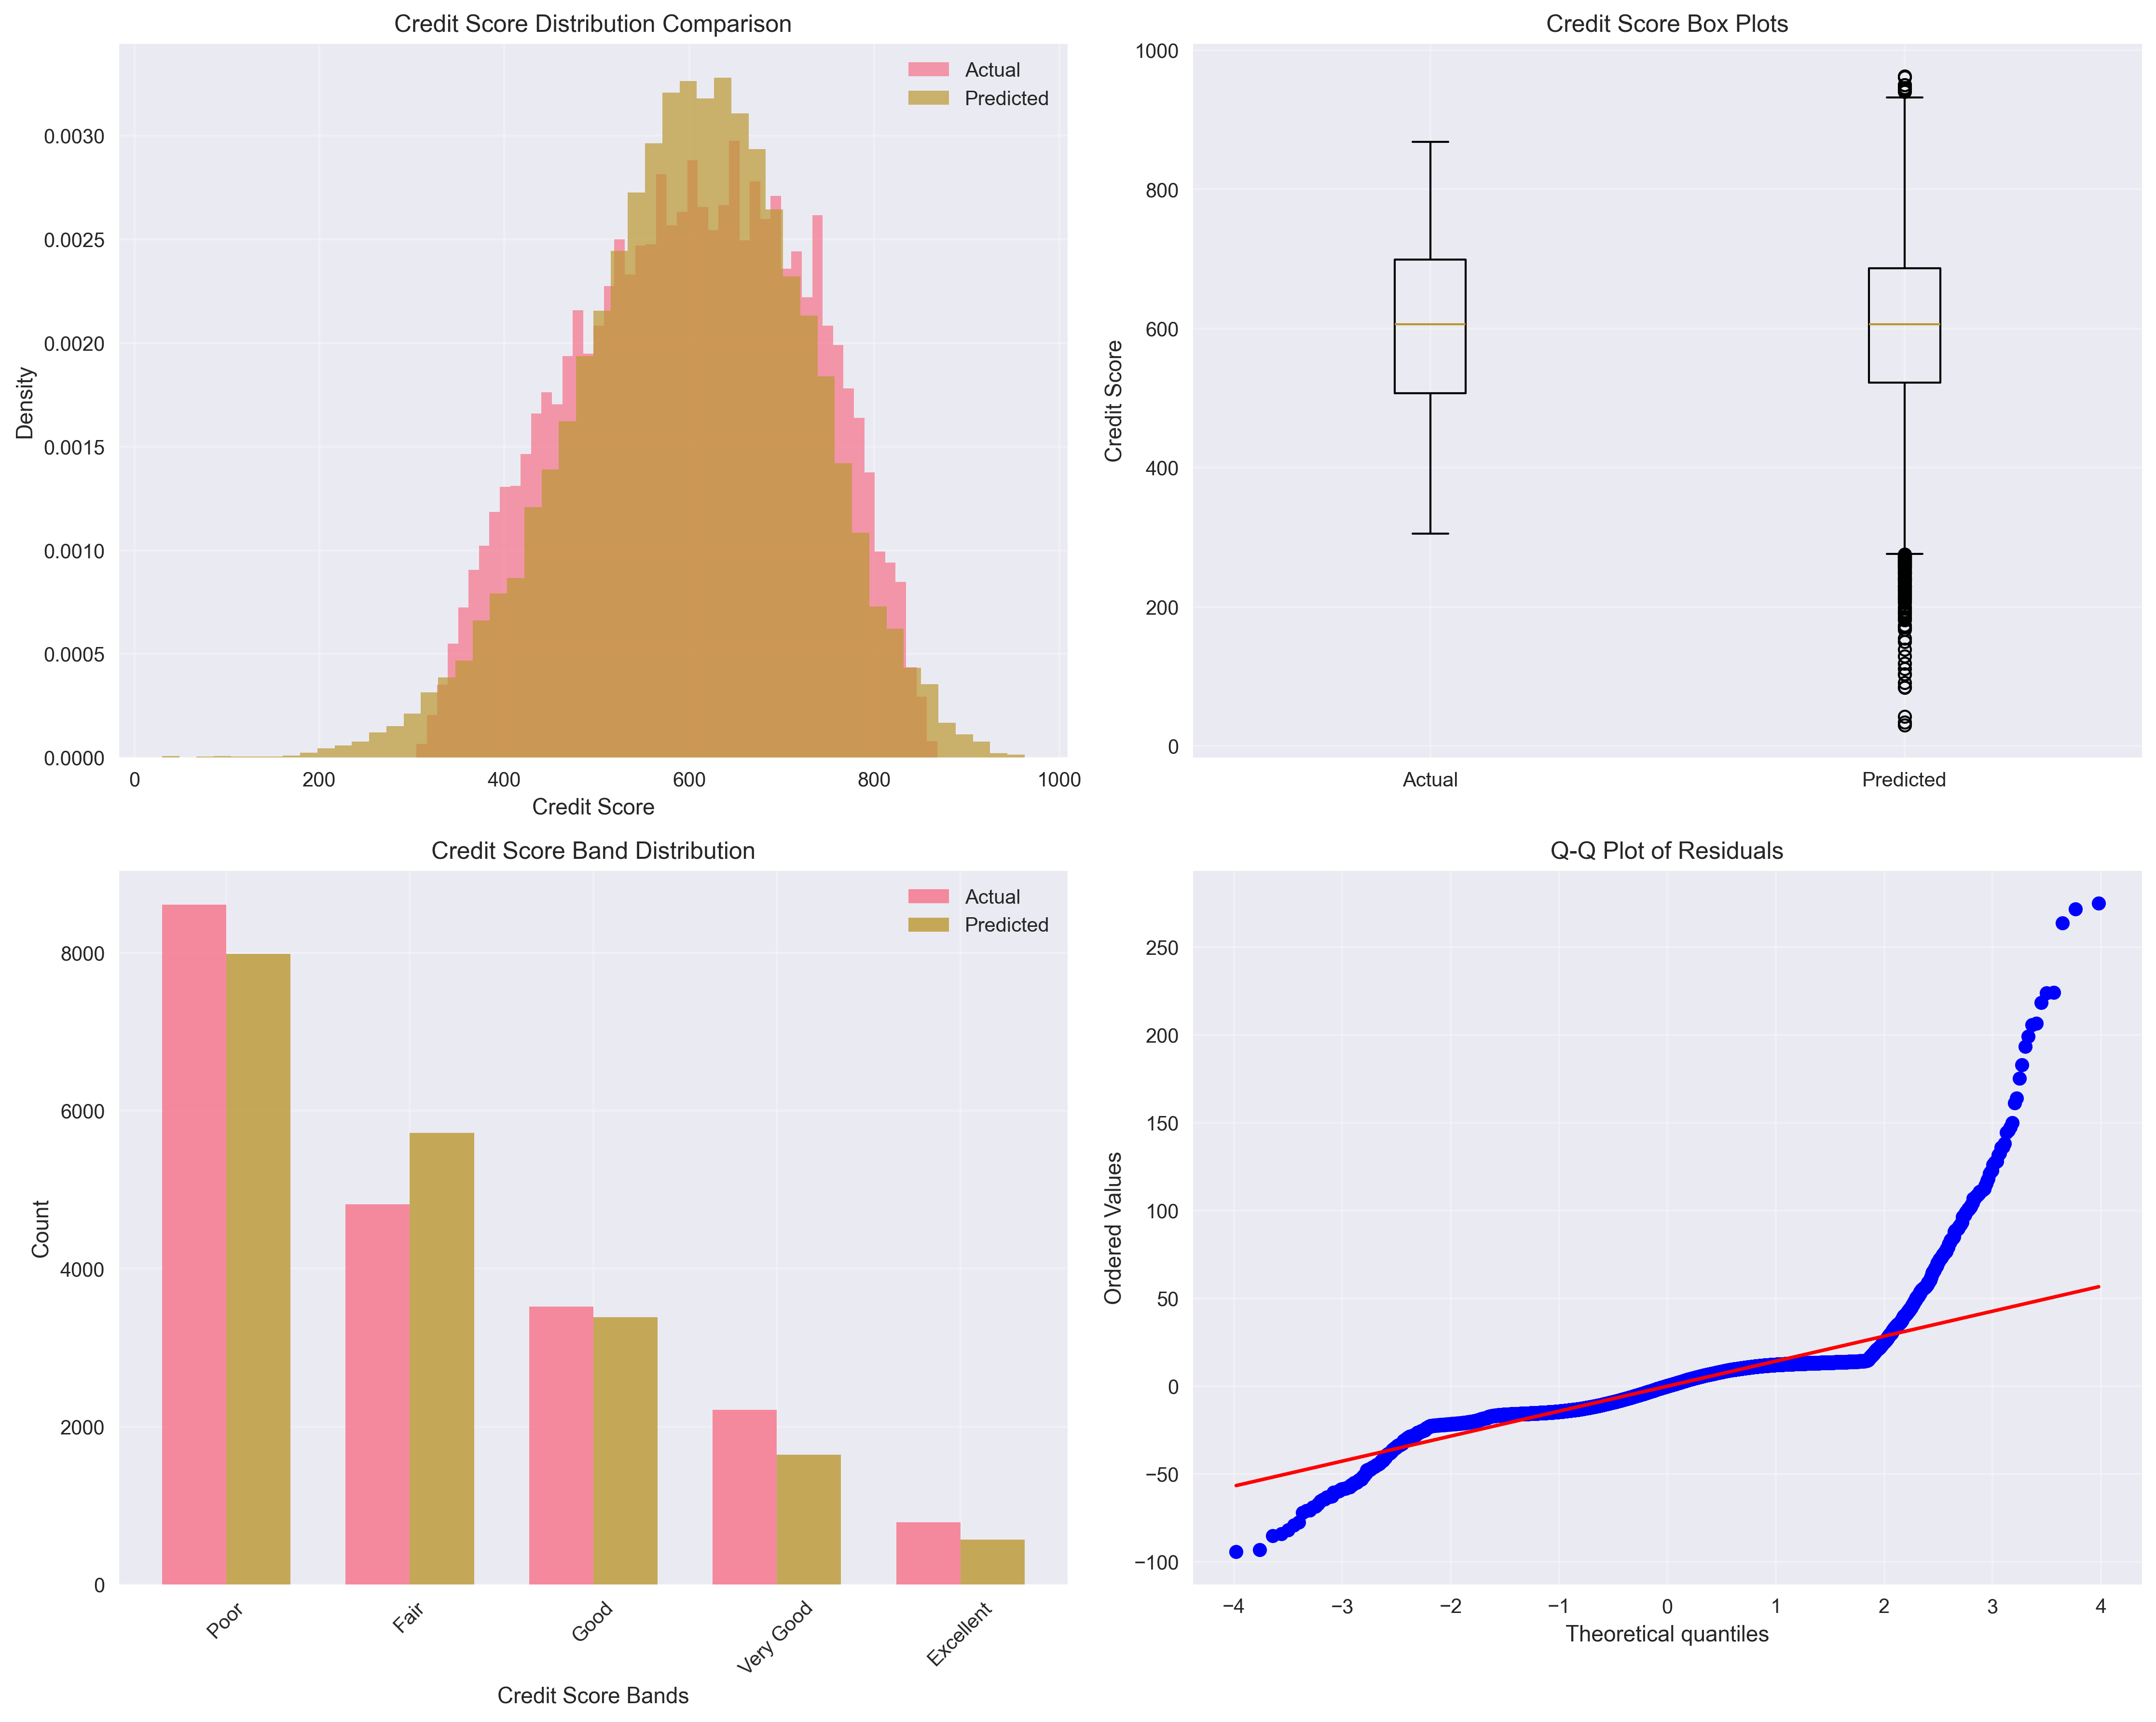 Credit Score Distribution Comparison
Actual
Predicted
0.0030
0.0025
0.0020
0.0015
0.0010
0.0005
0.0000
Density
0 200 400 600 800 1000
Credit Score
Credit Score Box Plots
1000
800
600
400
200
0
Credit Score
Actual Predicted
Credit Score Band Distribution
Actual
Predicted
8000
6000
4000
2000
0
Count
Poor Fair Good Very Good Excellent
Credit Score Bands
Q-Q Plot of Residuals
250
200
150
100
50
0
−50
−100
Ordered Values
−4 −3 −2 −1 0 1 2 3 4
Theoretical quantiles